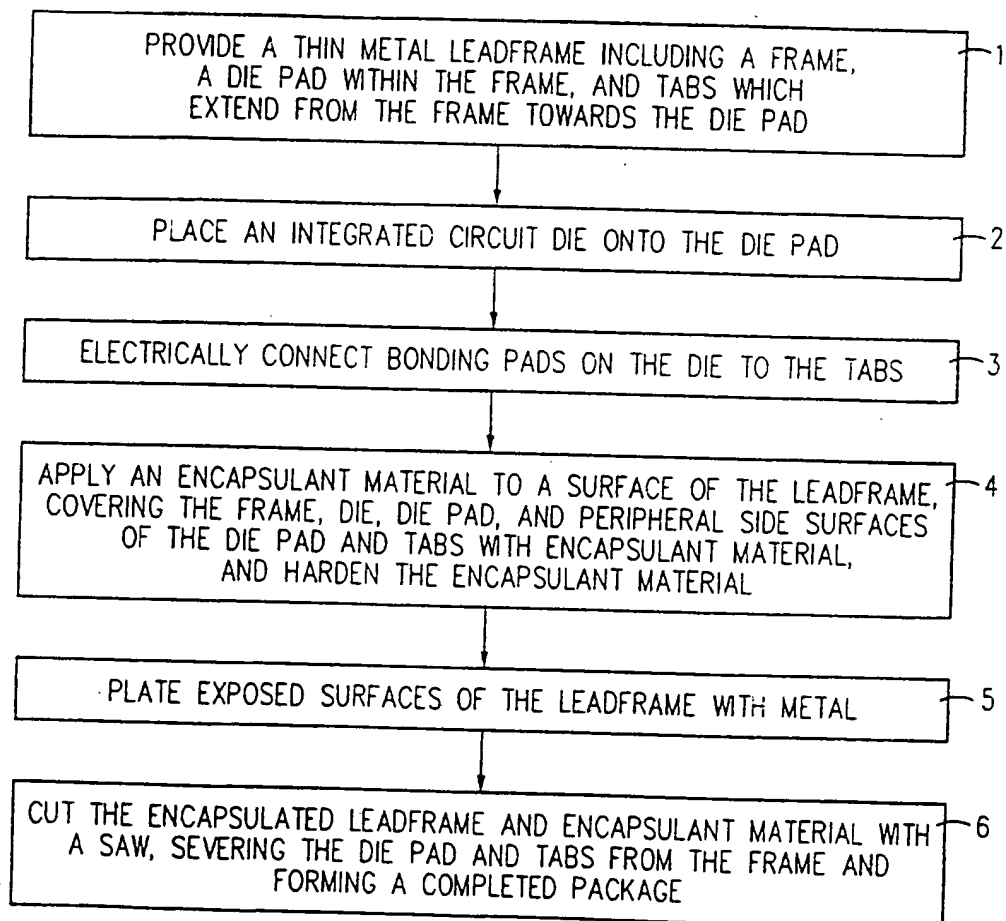 PROVIDE A THIN METAL LEADFRAME INCLUDING A FRAME,
A DIE PAD WITHIN THE FRAME, AND TABS WHICH
EXTEND FROM THE FRAME TOWARDS THE DIE PAD
1
PLACE AN INTEGRATED CIRCUIT DIE ONTO THE DIE PAD
2
ELECTRICALLY CONNECT BONDING PADS ON THE DIE TO THE TABS
3
APPLY AN ENCAPSULANT MATERIAL TO A SURFACE OF THE LEADFRAME,
COVERING THE FRAME, DIE, DIE PAD, AND PERIPHERAL SIDE SURFACES
OF THE DIE PAD AND TABS WITH ENCAPSULANT MATERIAL,
AND HARDEN THE ENCAPSULANT MATERIAL
4
PLATE EXPOSED SURFACES OF THE LEADFRAME WITH METAL
5
CUT THE ENCAPSULATED LEADFRAME AND ENCAPSULANT MATERIAL WITH
A SAW, SEVERING THE DIE PAD AND TABS FROM THE FRAME AND
FORMING A COMPLETED PACKAGE
6